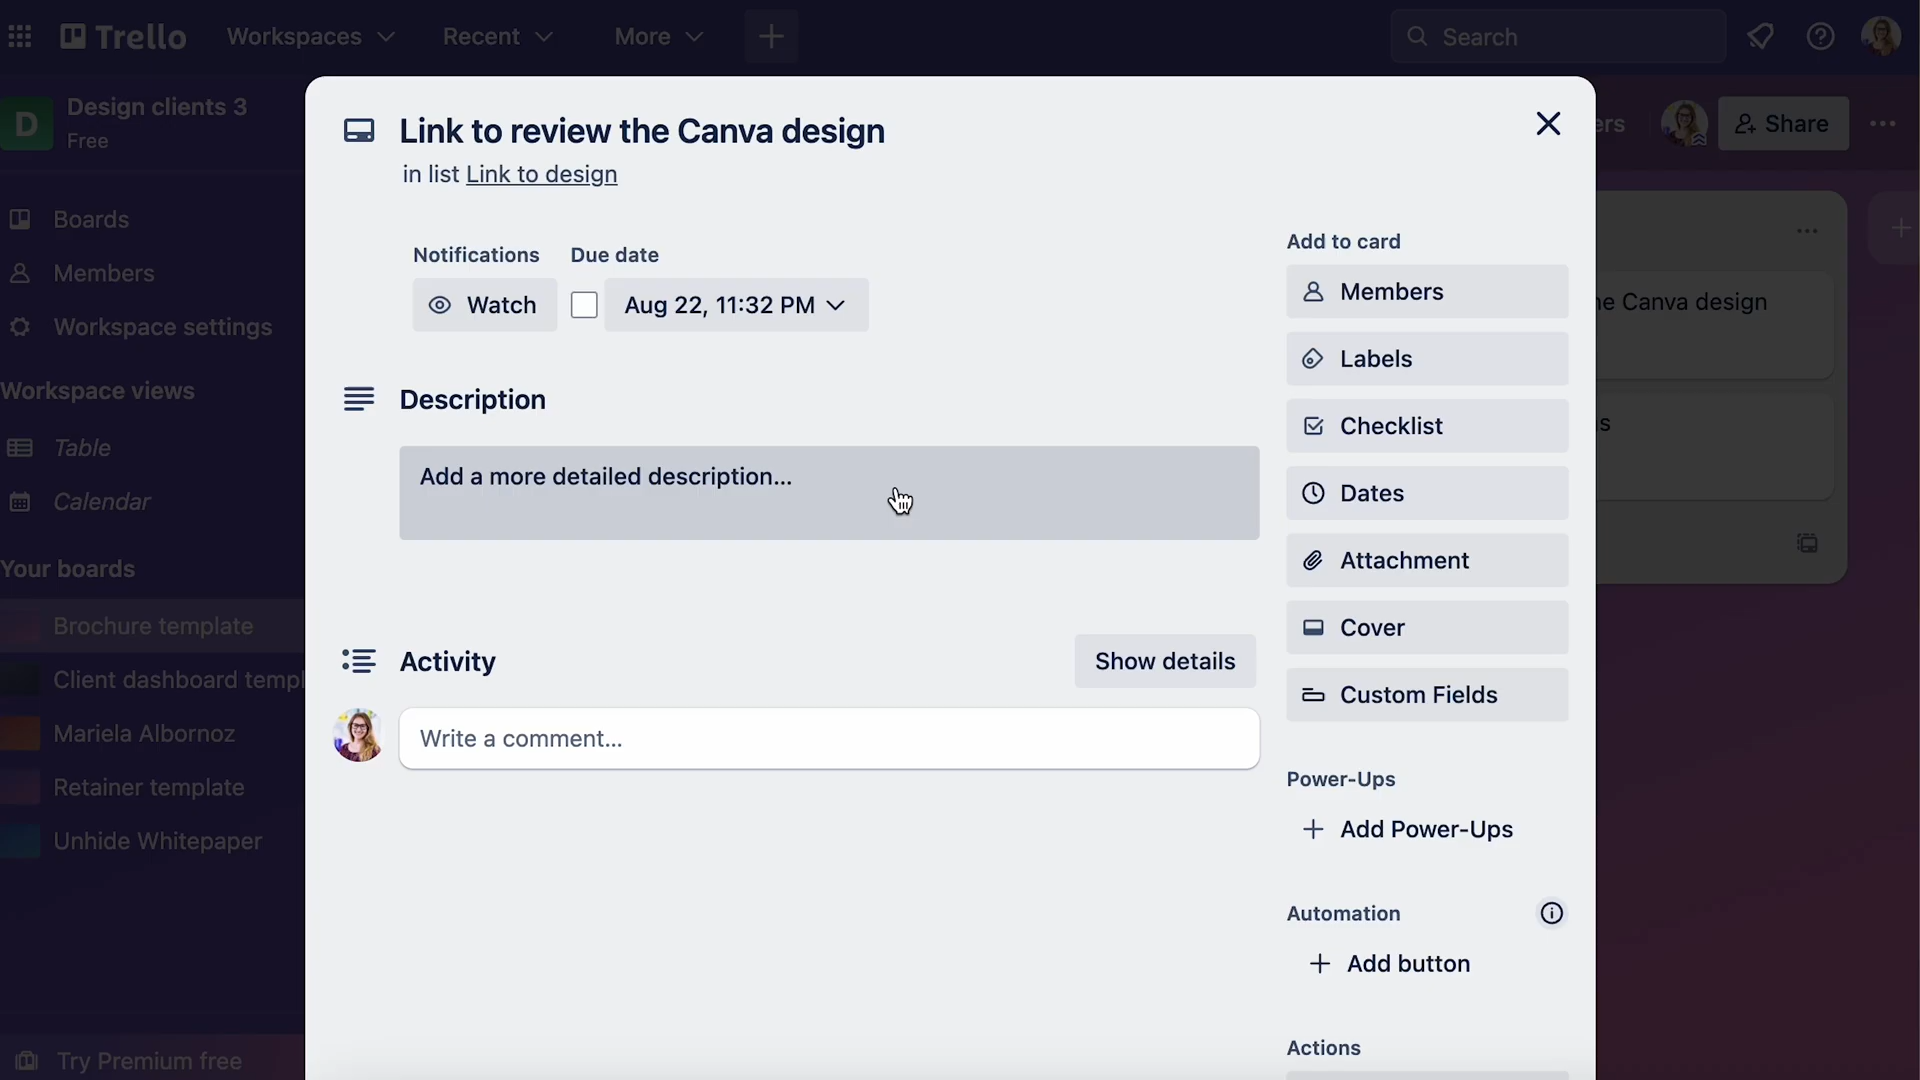 Trello
Workspaces
Recent
More
Search
D
Design clients 3
Free
Share
Boards
Members
Workspace settings
Workspace views
Table
Calendar
Your boards
Brochure template
Client dashboard templ
Mariela Albornoz
Retainer template
Unhide Whitepaper
Try Premium free
Link to review the Canva design
in list Link to design
Notifications
Due date
Watch
Aug 22, 11:32 PM
Description
Add a more detailed description...
Activity
Show details
Write a comment...
Add to card
Members
Labels
Checklist
Dates
Attachment
Cover
Custom Fields
Power-Ups
+ Add Power-Ups
Automation
+ Add button
Actions
Canva design